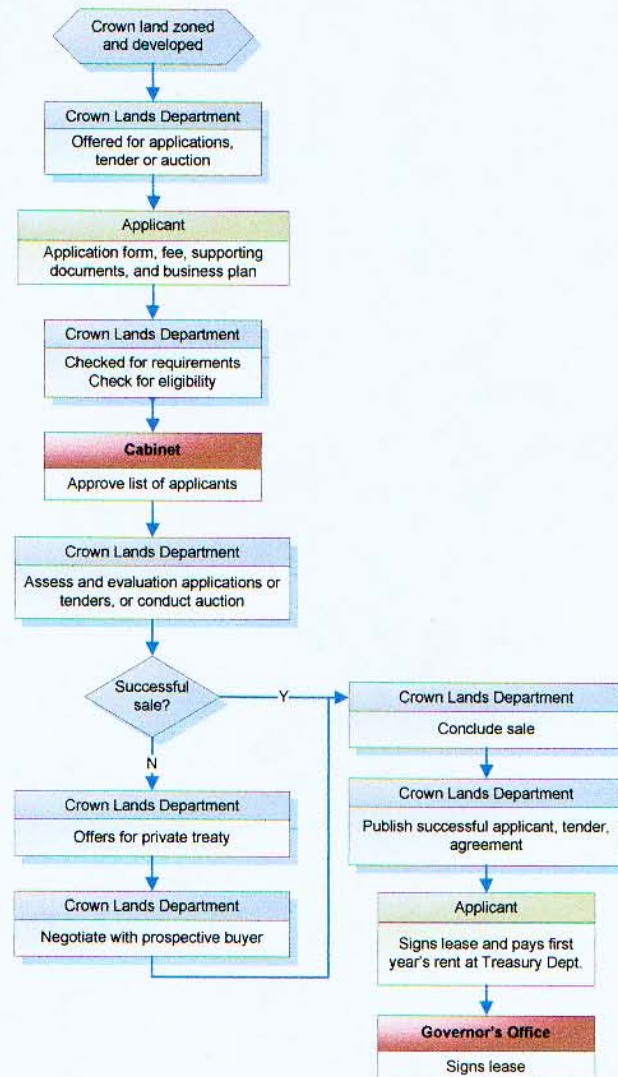 Crown land zoned
and developed
Crown Lands Department
Offered for applications,
tender or auction
Applicant
Application form, fee, supporting
documents, and business plan
Crown Lands Department
Checked for requirements
Check for eligibility
Cabinet
Approve list of applicants
Crown Lands Department
Assess and evaluation applications or
tenders, or conduct auction
Successful
sale?
Y
N
Crown Lands Department
Offers for private treaty
Crown Lands Department
Negotiate with prospective buyer
Crown Lands Department
Conclude sale
Crown Lands Department
Publish successful applicant, tender,
agreement
Applicant
Signs lease and pays first
year's rent at Treasury Dept.
Governor's Office
Signs lease